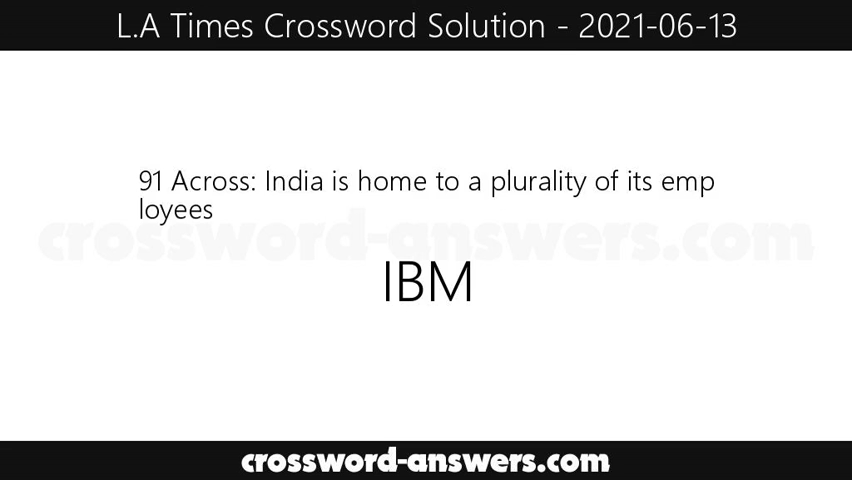 L.A Times Crossword Solution - 2021-06-13
91 Across: India is home to a plurality of its emp
loyees
crossword-answers.com
IBM
crossword-answers.com